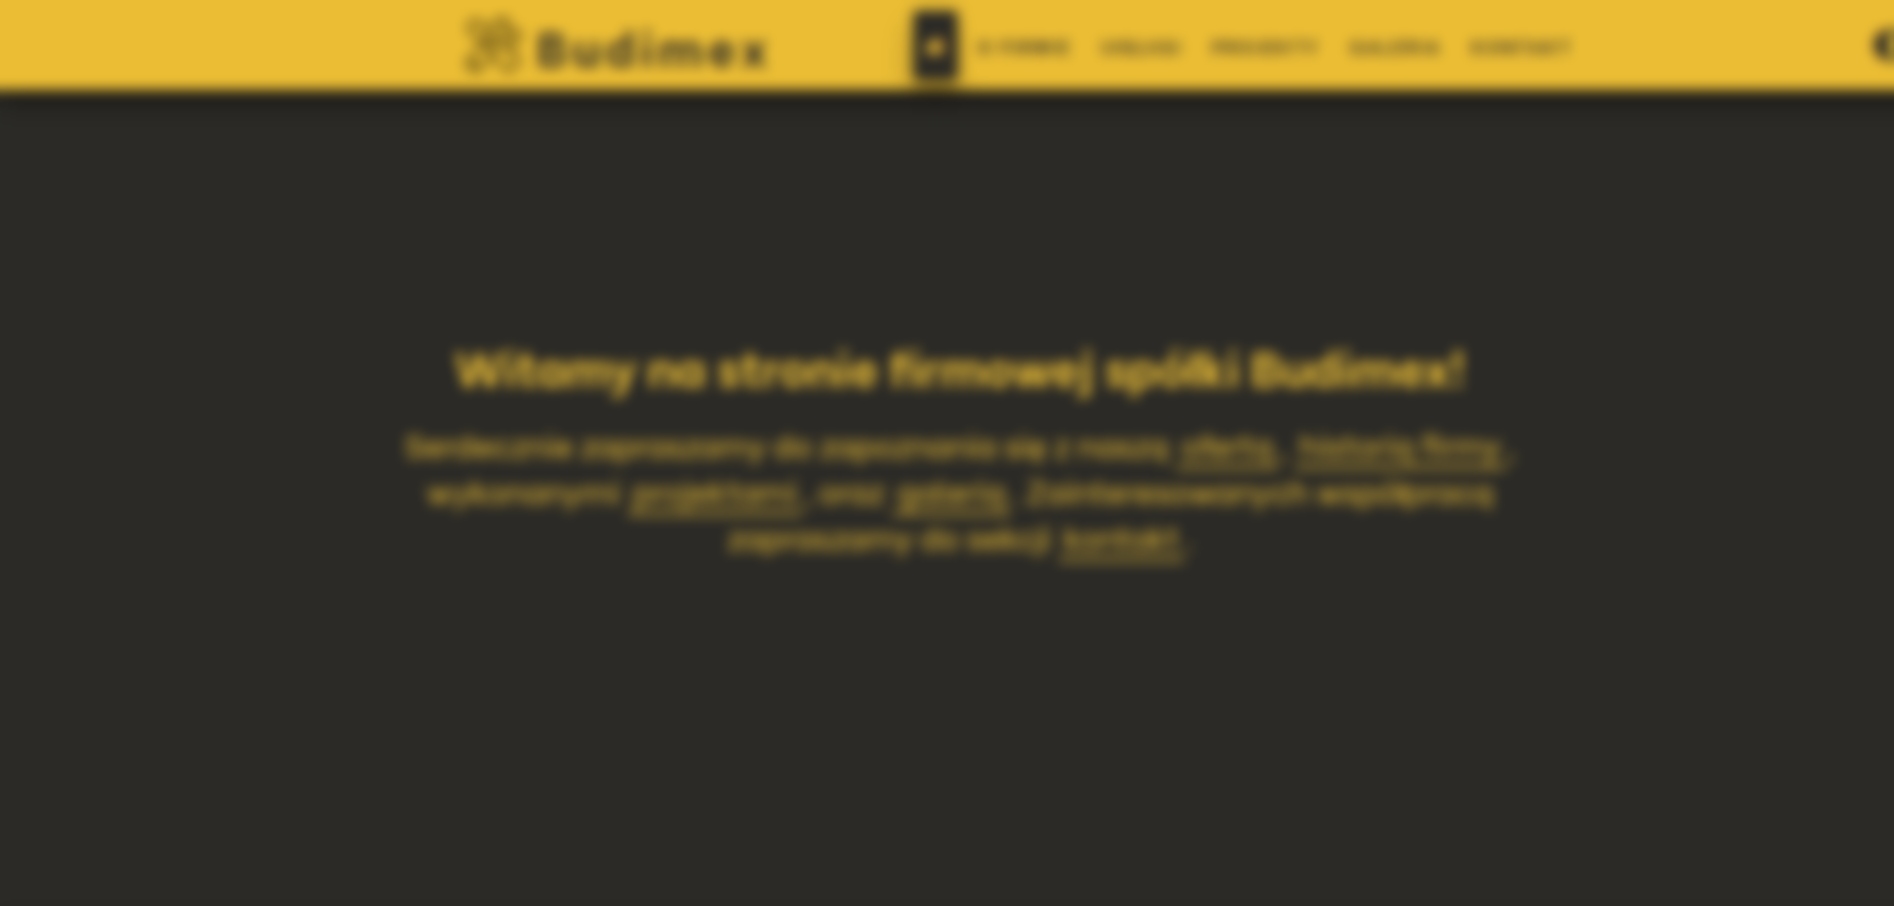 Budimex
O FIRMIE USŁUGI PROJEKTY GALERIA KONTAKT
Witamy na stronie firmowej spółki Budimex!
Serdecznie zapraszamy do zapoznania się z naszą ofertą, historią firmy,
wykonanymi projektami, oraz galerią. Zainteresowanych współpracą
zapraszamy do sekcji kontakt.